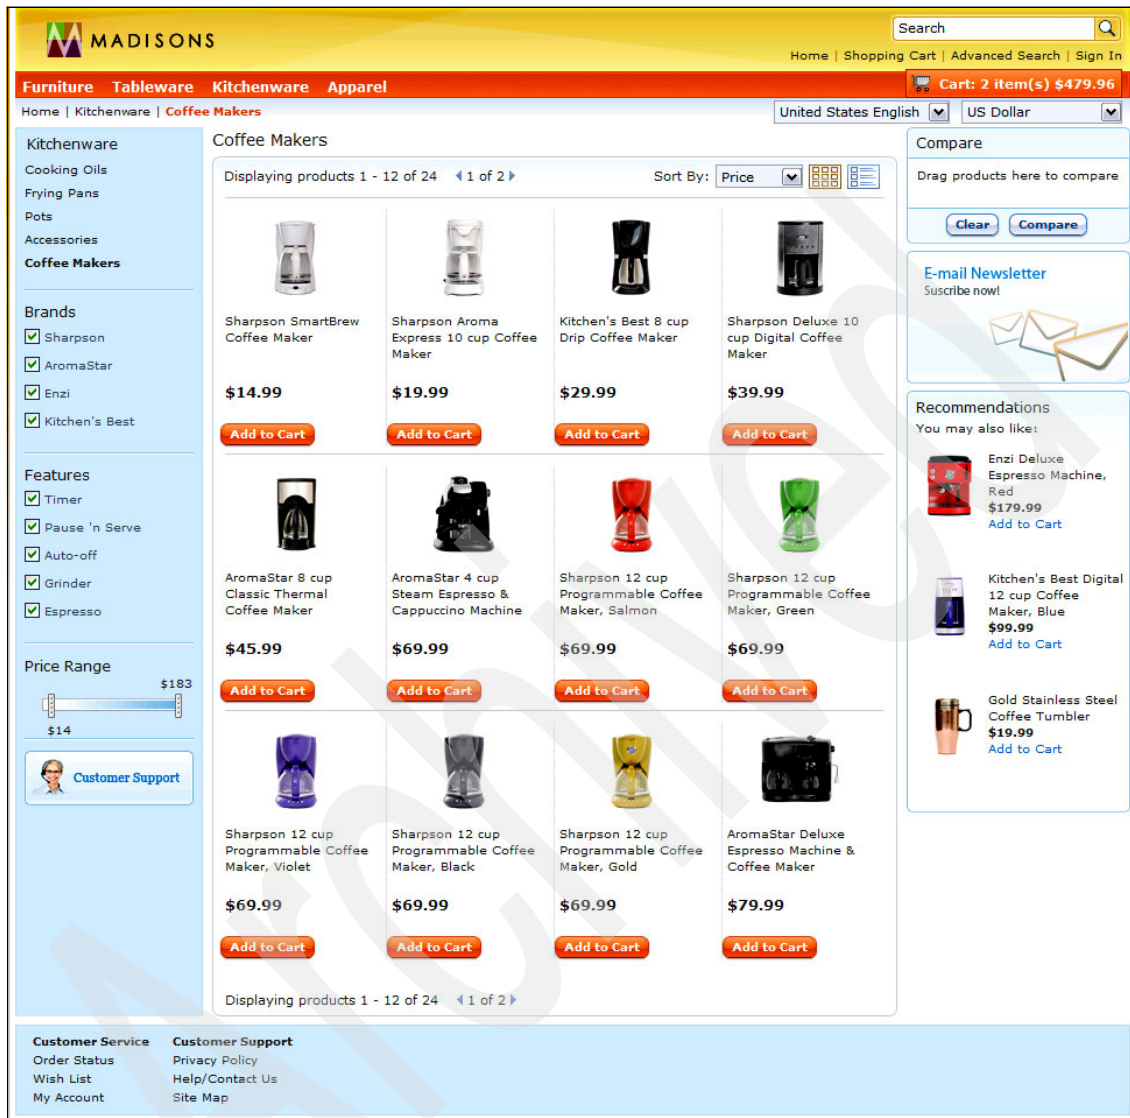 MADISONS
Search
Home | Shopping Cart | Advanced Search | Sign In
Furniture Tableware Kitchenware Apparel
Cart: 2 item(s) $479.96
Home | Kitchenware | Coffee Makers
United States English
US Dollar
Kitchenware
Cooking Oils
Frying Pans
Pots
Accessories
Coffee Makers
Brands
Sharpson
AromaStar
Enzi
Kitchen's Best
Features
Timer
Pause 'n Serve
Auto-off
Grinder
Espresso
Price Range
$183
$14
Customer Support
Coffee Makers
Displaying products 1 - 12 of 24 1 of 2
Sort By: Price
Sharpson SmartBrew
Coffee Maker
$14.99
Add to Cart
Sharpson Aroma
Express 10 cup Coffee
Maker
$19.99
Add to Cart
Kitchen's Best 8 cup
Drip Coffee Maker
$29.99
Add to Cart
Sharpson Deluxe 10
cup Digital Coffee
Maker
$39.99
Add to Cart
AromaStar 8 cup
Classic Thermal
Coffee Maker
$45.99
Add to Cart
AromaStar 4 cup
Steam Espresso &
Cappuccino Machine
$69.99
Add to Cart
Sharpson 12 cup
Programmable Coffee
Maker, Salmon
$69.99
Add to Cart
Sharpson 12 cup
Programmable Coffee
Maker, Green
$69.99
Add to Cart
Sharpson 12 cup
Programmable Coffee
Maker, Violet
$69.99
Add to Cart
Sharpson 12 cup
Programmable Coffee
Maker, Black
$69.99
Add to Cart
Sharpson 12 cup
Programmable Coffee
Maker, Gold
$69.99
Add to Cart
AromaStar Deluxe
Espresso Machine &
Coffee Maker
$79.99
Add to Cart
Displaying products 1 - 12 of 24 1 of 2
Compare
Drag products here to compare
Clear Compare
E-mail Newsletter
Suscribe now!
Recommendations
You may also like:
Enzi Deluxe
Espresso Machine,
Red
$179.99
Add to Cart
Kitchen's Best Digital
12 cup Coffee
Maker, Blue
$99.99
Add to Cart
Gold Stainless Steel
Coffee Tumbler
$19.99
Add to Cart
Customer Service
Order Status
Wish List
My Account
Customer Support
Privacy Policy
Help/Contact Us
Site Map
Archived